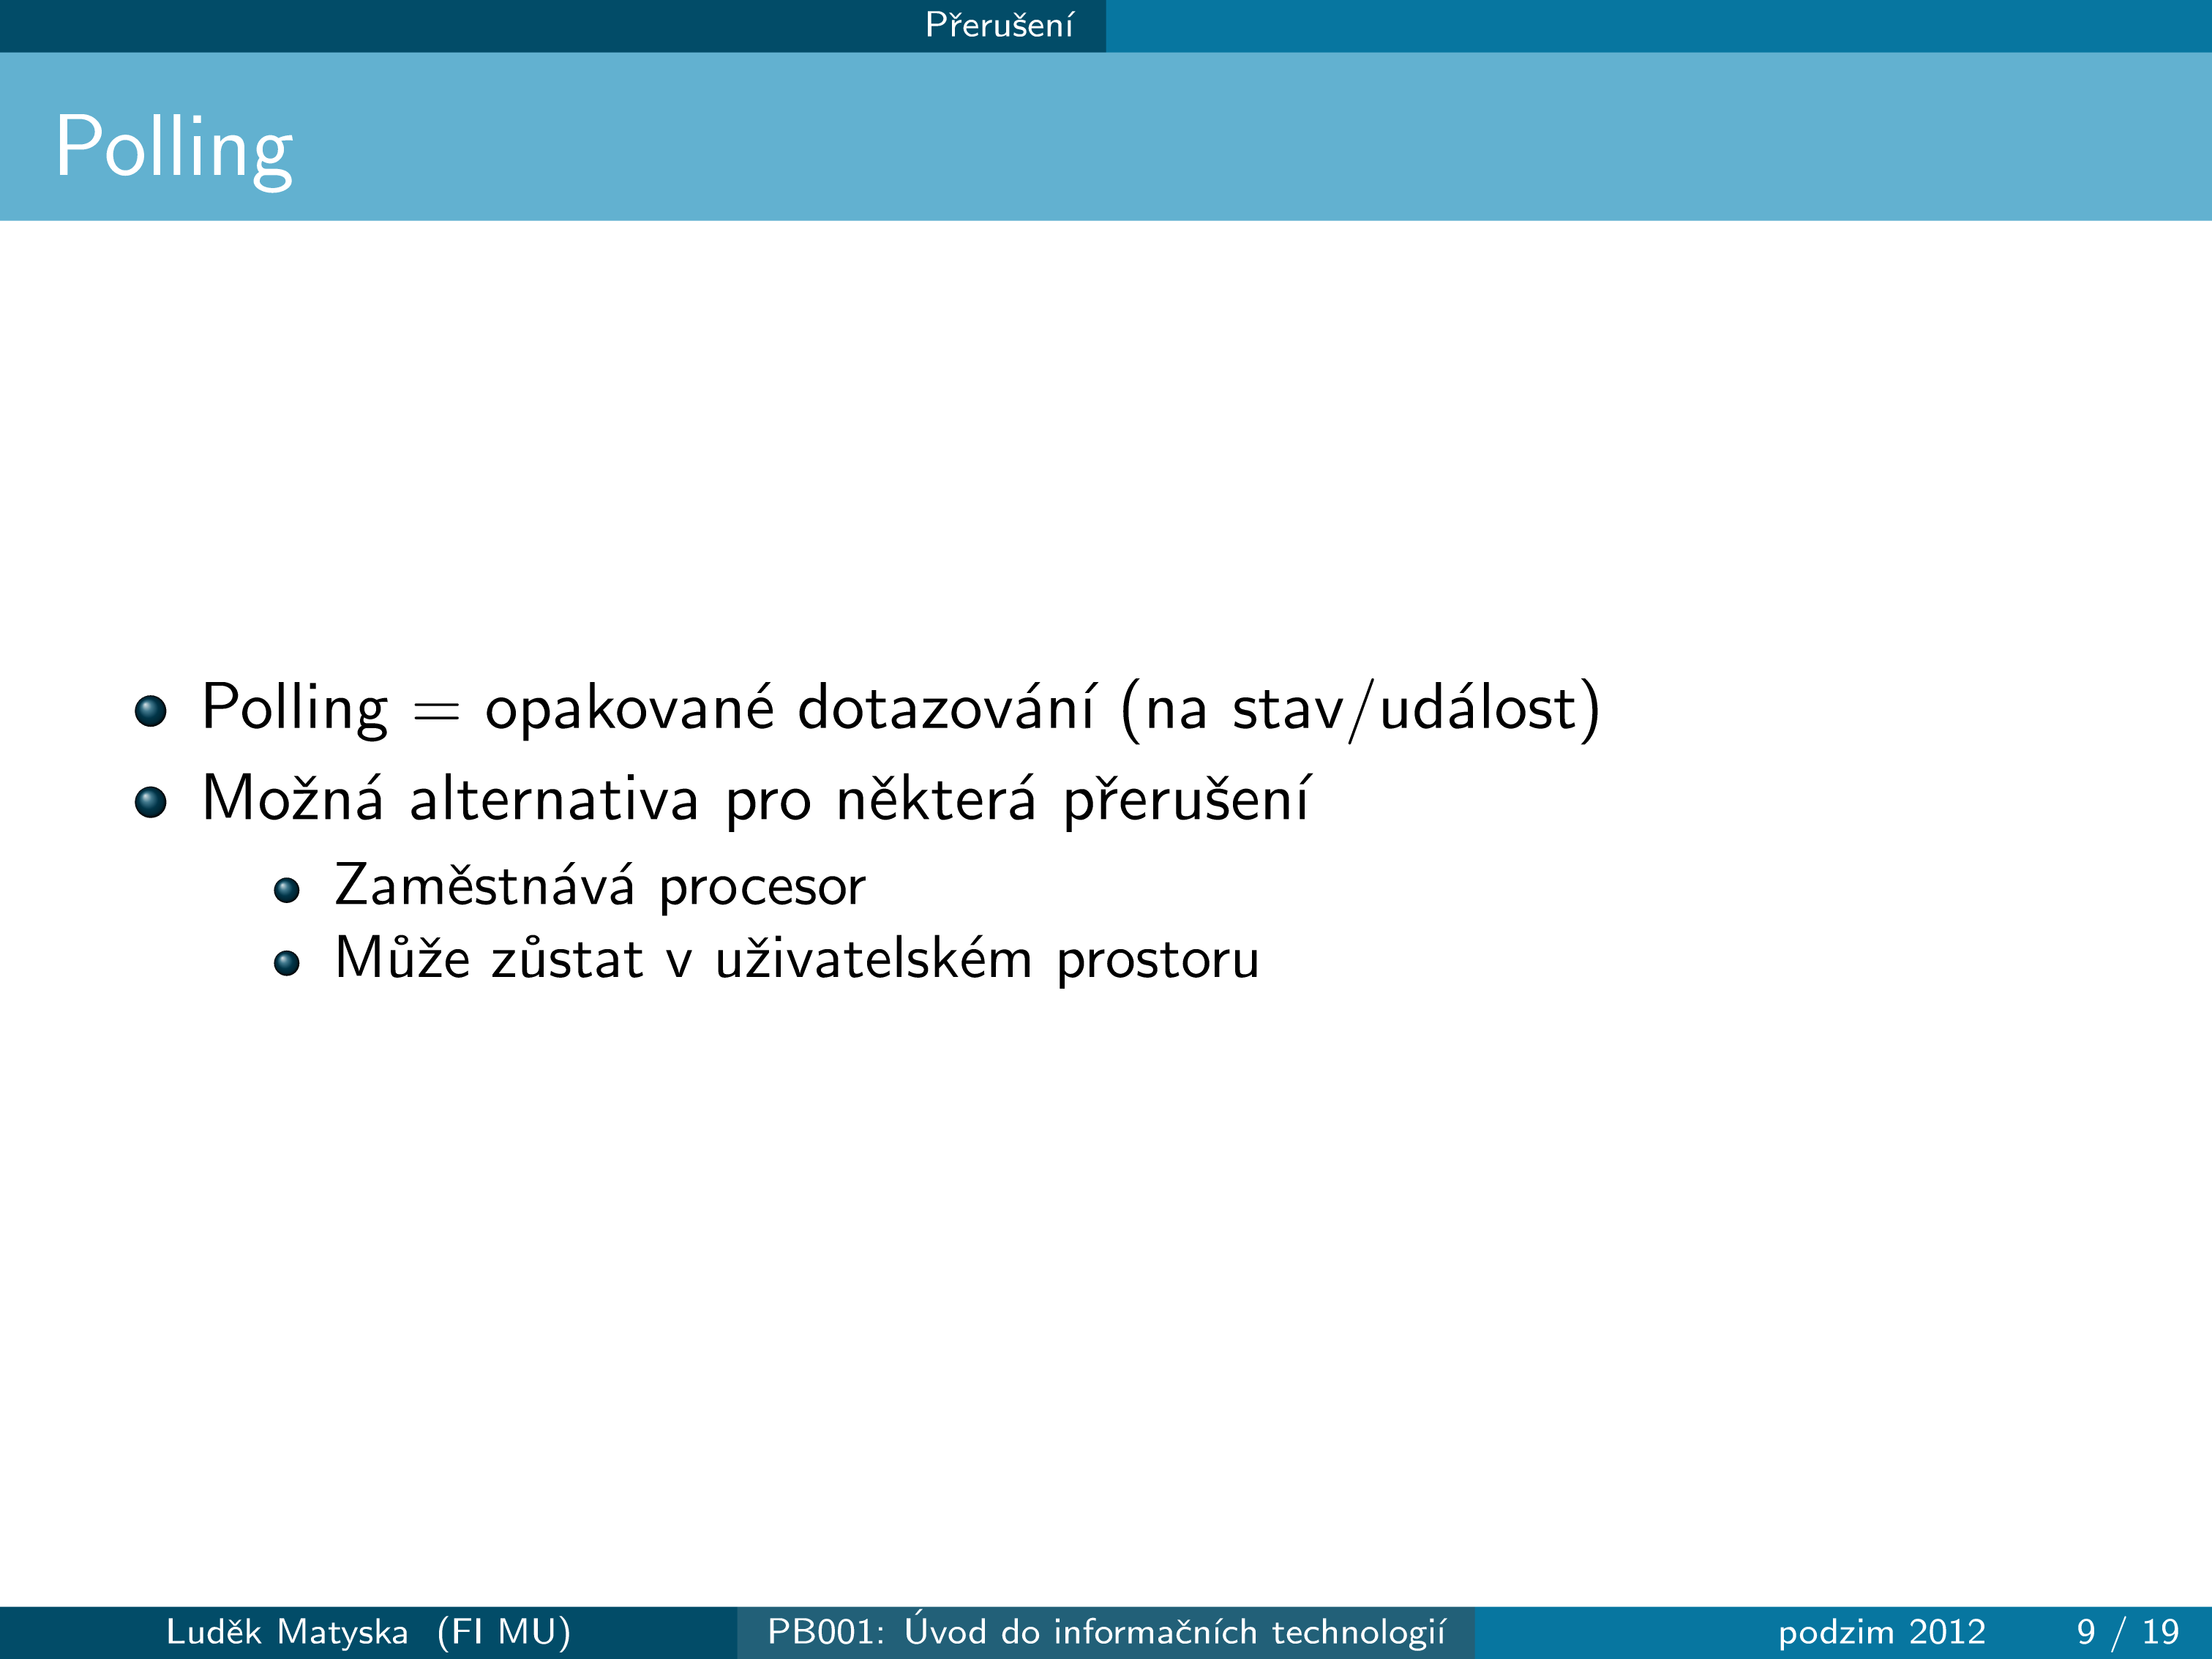 Přerušení
Polling
Polling = opakované dotazování (na stav/událost)
Možná alternativa pro některá přerušení
Zaměstnává procesor
Může zůstat v uživatelském prostoru
Luděk Matyska (FI MU) PB001: Úvod do informačních technologií podzim 2012 9 / 19